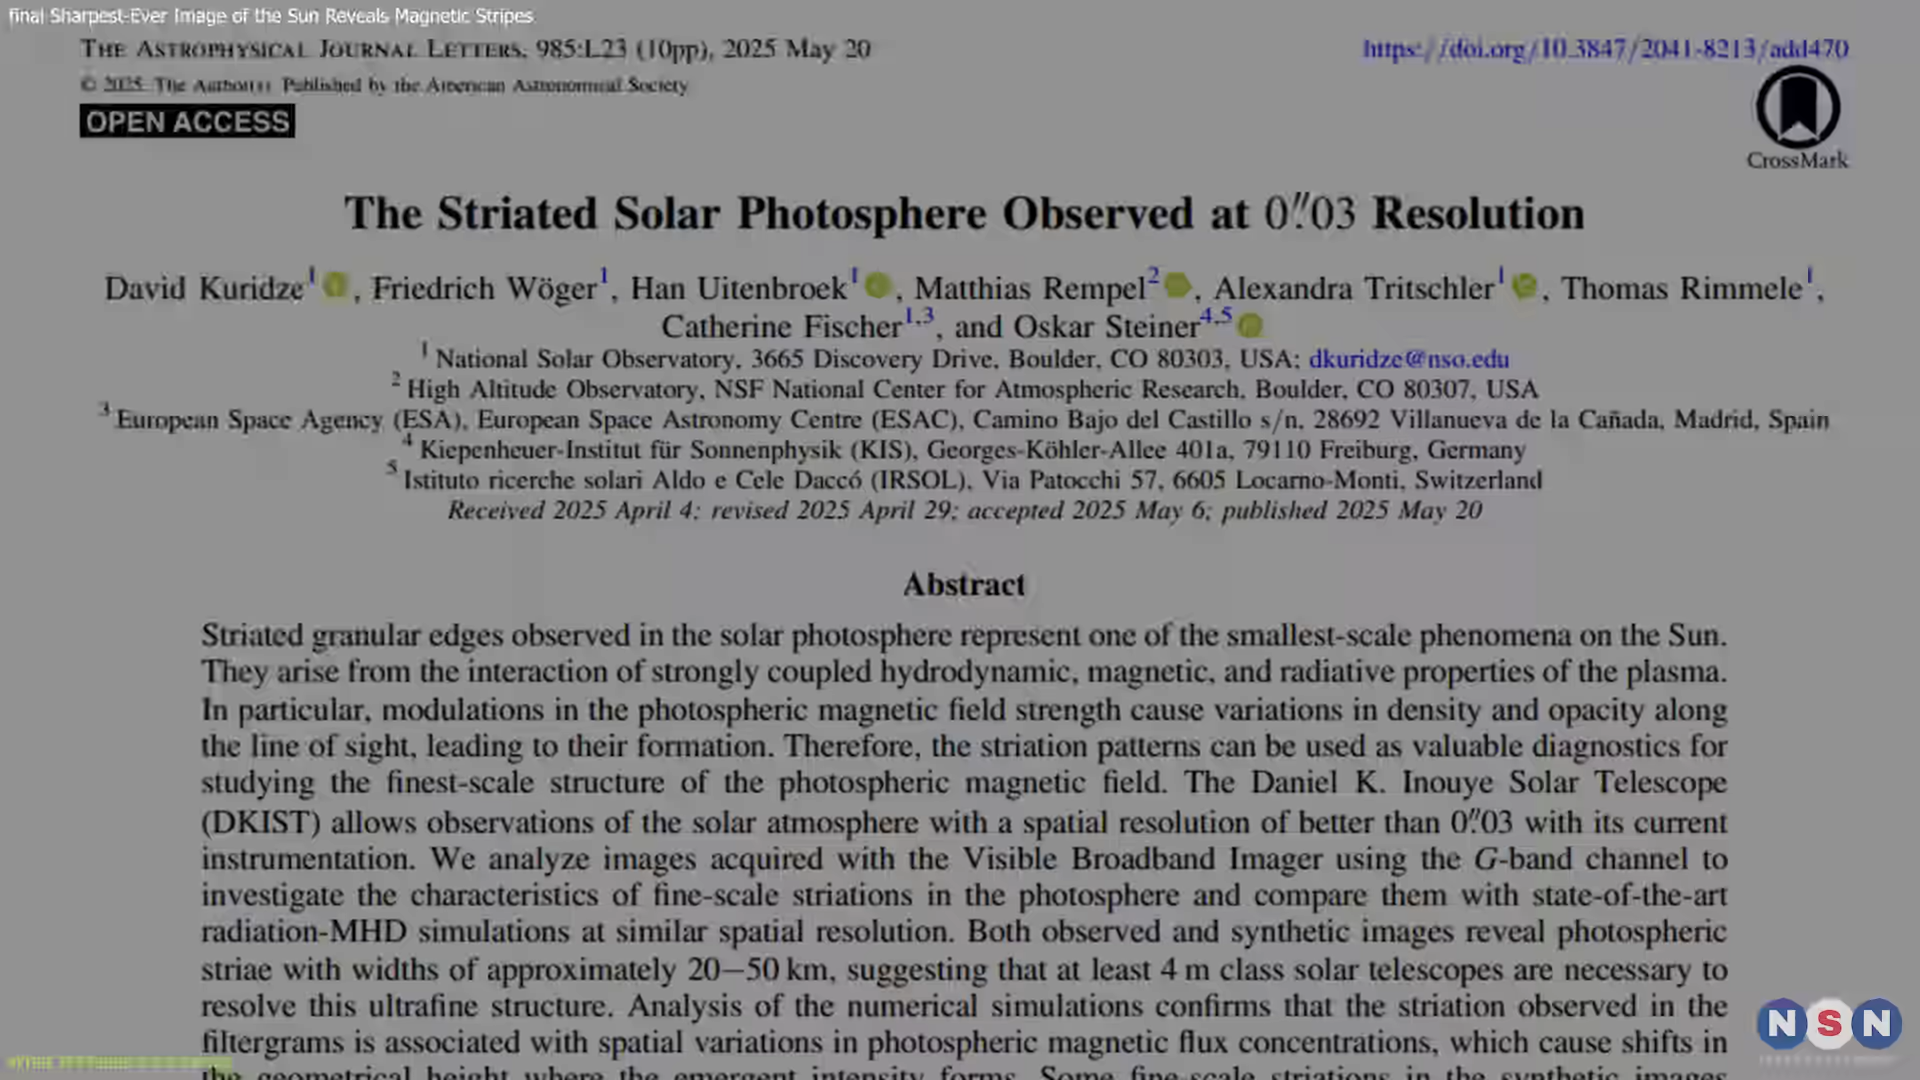 final Sharpest-Ever Image of the Sun Reveals Magnetic Stripes
THE ASTROPHYSICAL JOURNAL LETTERS, 985:L23 (10pp), 2025 May 20
https://doi.org/10.3847/2041-8213/add470
© 2025. The Author(s). Published by the American Astronomical Society
OPEN ACCESS
CrossMark
The Striated Solar Photosphere Observed at 0.″03 Resolution
David Kuridze1, Friedrich Wöger1, Han Uitenbroek1, Matthias Rempel2, Alexandra Tritschler1, Thomas Rimmele1,
Catherine Fischer1,3, and Oskar Steiner4,5
1 National Solar Observatory, 3665 Discovery Drive, Boulder, CO 80303, USA; dkuridze@nso.edu
2 High Altitude Observatory, NSF National Center for Atmospheric Research, Boulder, CO 80307, USA
3 European Space Agency (ESA), European Space Astronomy Centre (ESAC), Camino Bajo del Castillo s/n, 28692 Villanueva de la Cañada, Madrid, Spain
4 Kiepenheuer-Institut für Sonnenphysik (KIS), Georges-Köhler-Allee 401a, 79110 Freiburg, Germany
5 Istituto ricerche solari Aldo e Cele Daccó (IRSOL), Via Patocchi 57, 6605 Locarno-Monti, Switzerland
Received 2025 April 4; revised 2025 April 29; accepted 2025 May 6; published 2025 May 20
Abstract
Striated granular edges observed in the solar photosphere represent one of the smallest-scale phenomena on the Sun.
They arise from the interaction of strongly coupled hydrodynamic, magnetic, and radiative properties of the plasma.
In particular, modulations in the photospheric magnetic field strength cause variations in density and opacity along
the line of sight, leading to their formation. Therefore, the striation patterns can be used as valuable diagnostics for
studying the finest-scale structure of the photospheric magnetic field. The Daniel K. Inouye Solar Telescope
(DKIST) allows observations of the solar atmosphere with a spatial resolution of better than 0.″03 with its current
instrumentation. We analyze images acquired with the Visible Broadband Imager using the G-band channel to
investigate the characteristics of fine-scale striations in the photosphere and compare them with state-of-the-art
radiation-MHD simulations at similar spatial resolution. Both observed and synthetic images reveal photospheric
striae with widths of approximately 20–50 km, suggesting that at least 4 m class solar telescopes are necessary to
resolve this ultrafine structure. Analysis of the numerical simulations confirms that the striation observed in the
filtergrams is associated with spatial variations in photospheric magnetic flux concentrations, which cause shifts in
the geometrical height where the emergent intensity forms. Some fine-scale striations in the synthetic images
NSN